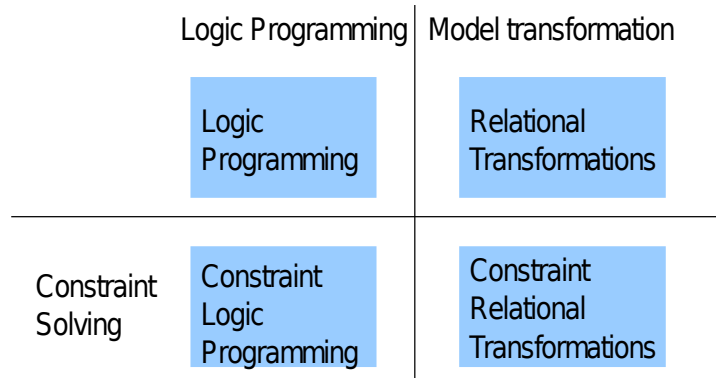 Logic Programming
Model transformation
Logic
Programming
Relational
Transformations
Constraint
Solving
Constraint
Logic
Programming
Constraint
Relational
Transformations